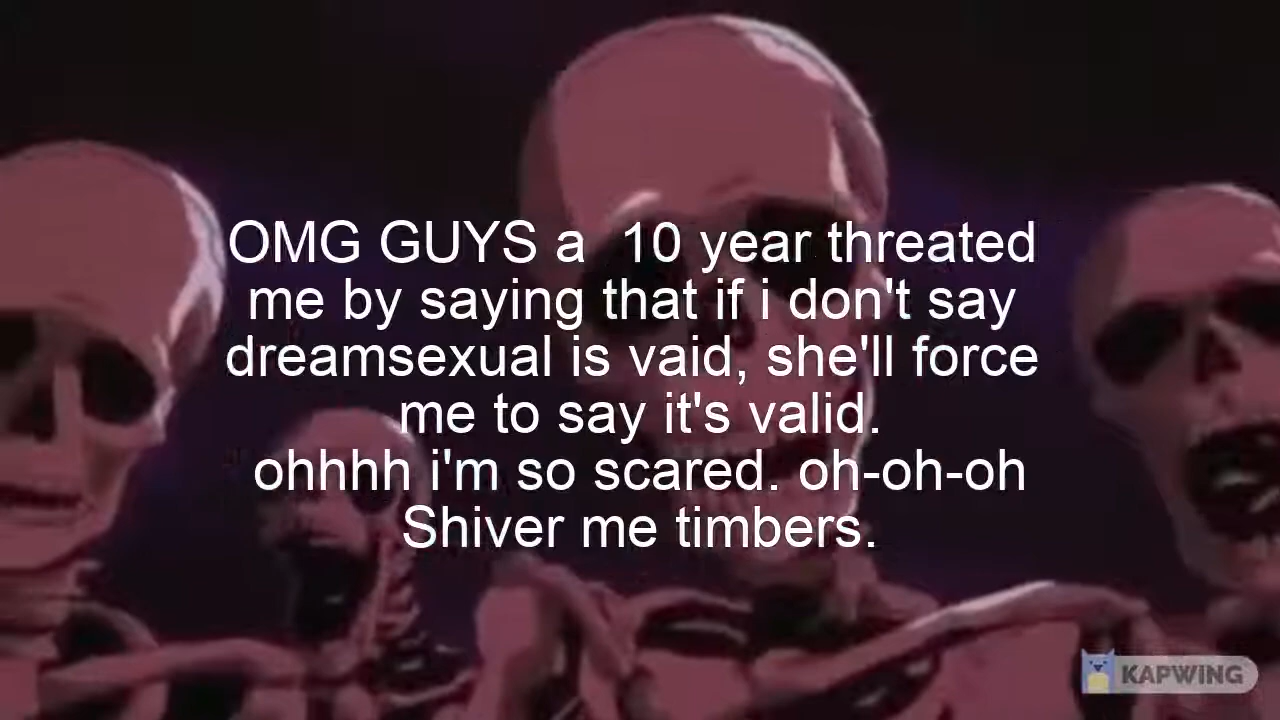 OMG GUYS a  10 year threated
me by saying that if i don't say
dreamsexual is vaid, she'll force
me to say it's valid.
ohhhh i'm so scared. oh-oh-oh
Shiver me timbers.
KAPWING